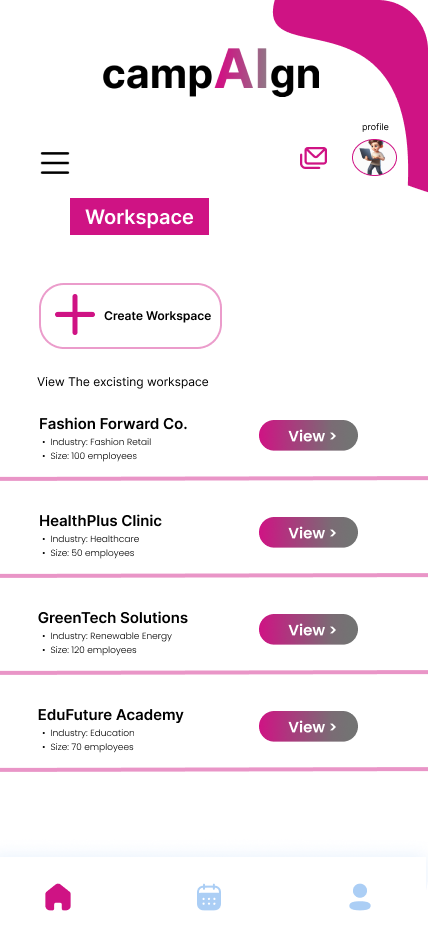 campAIgn
profile
Workspace
Create Workspace
View The excisting workspace
Fashion Forward Co.
• Industry: Fashion Retail
• Size: 100 employees
View >
HealthPlus Clinic
• Industry: Healthcare
• Size: 50 employees
View >
GreenTech Solutions
• Industry: Renewable Energy
• Size: 120 employees
View >
EduFuture Academy
• Industry: Education
• Size: 70 employees
View >